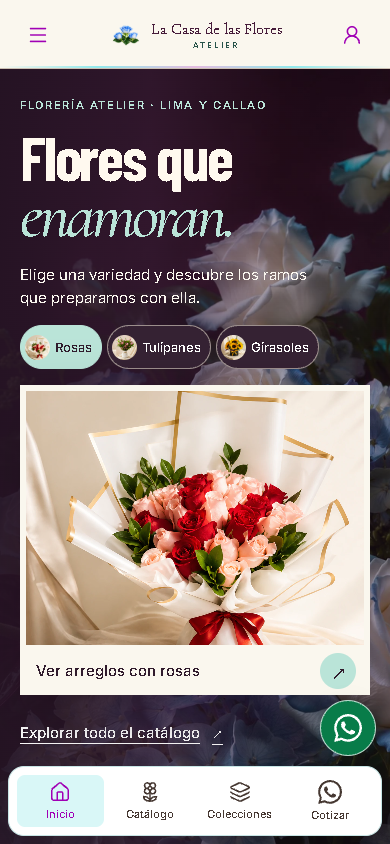 La Casa de las Flores
ATELIER
FLORERÍA ATELIER · LIMA Y CALLAO
Flores que
enamoran.
Elige una variedad y descubre los ramos
que preparamos con ella.
Rosas Tulipanes Girasoles
Ver arreglos con rosas ↗
Explorar todo el catálogo ↗
Inicio Catálogo Colecciones Cotizar